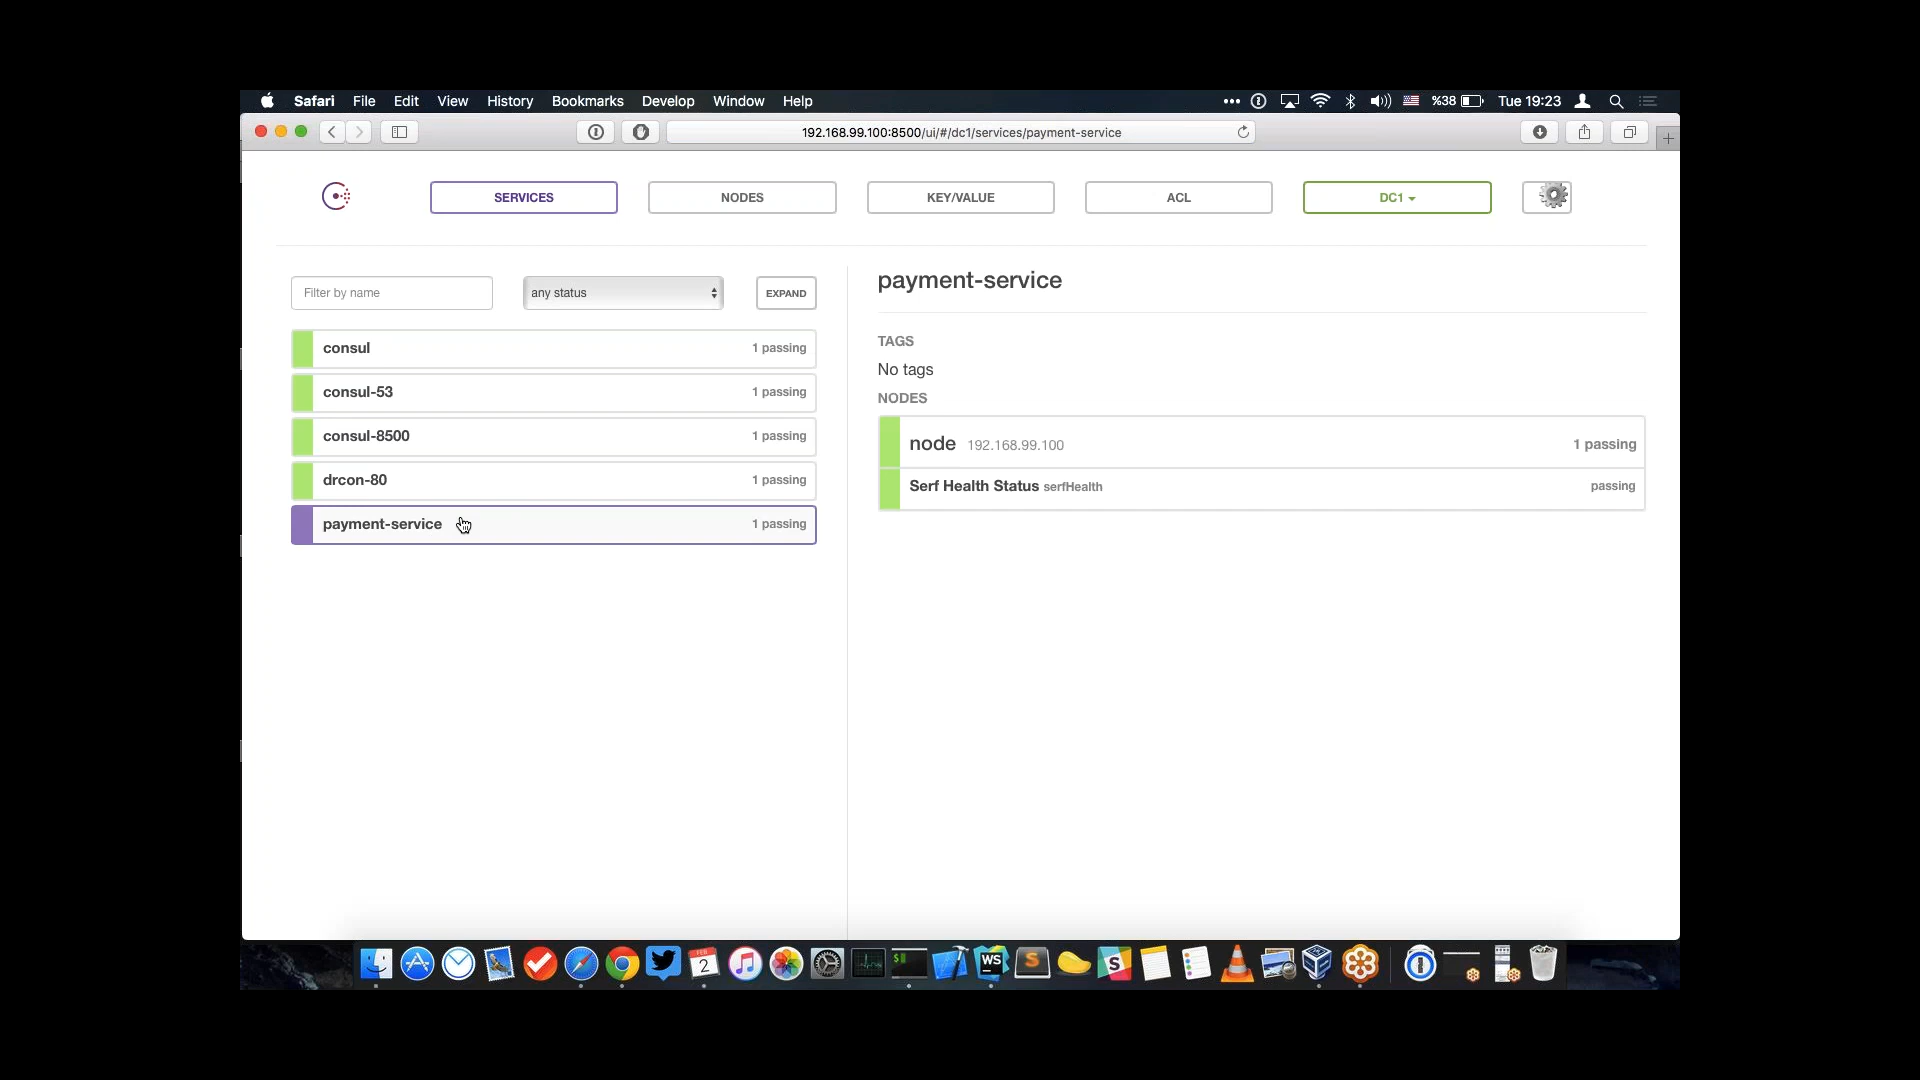 Safari File Edit View History Bookmarks Develop Window Help
%38 Tue 19:23
192.168.99.100:8500/ui/#/dc1/services/payment-service
SERVICES NODES KEY/VALUE ACL DC1
Filter by name any status EXPAND
consul 1 passing
consul-53 1 passing
consul-8500 1 passing
drcon-80 1 passing
payment-service 1 passing
payment-service
TAGS
No tags
NODES
node 192.168.99.100 1 passing
Serf Health Status serfHealth passing
FEB
2
$
WS
S
S